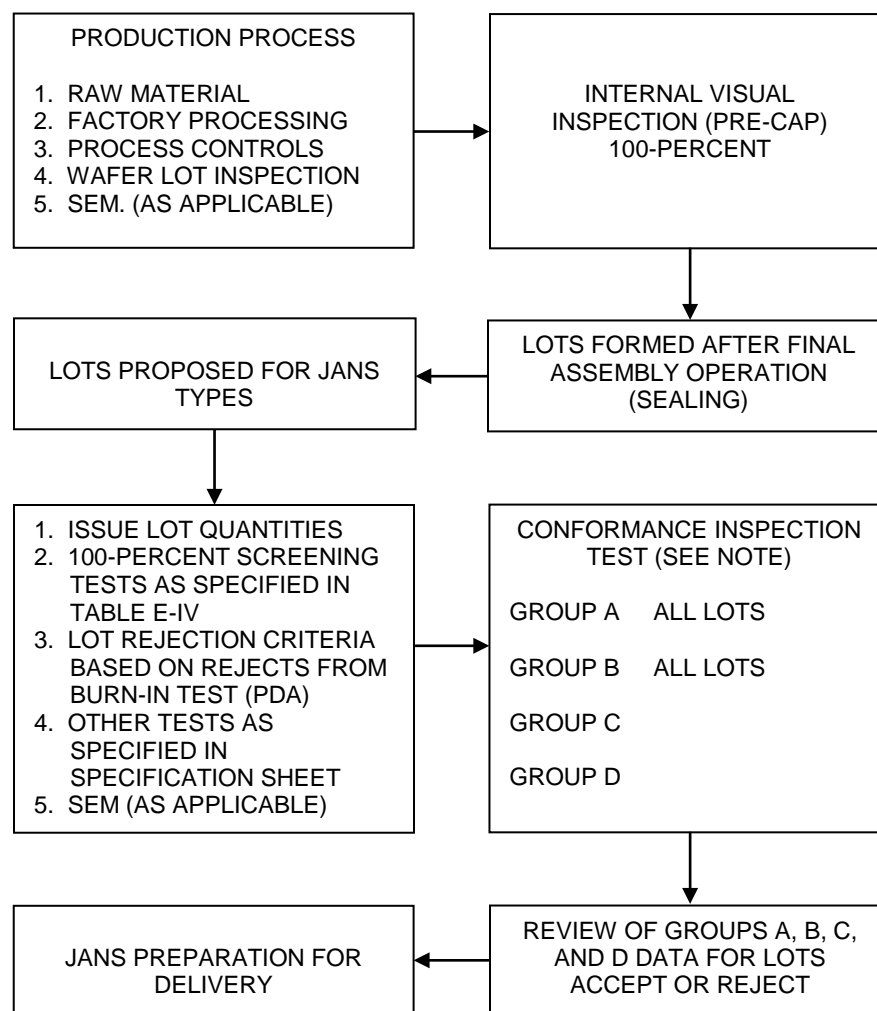 PRODUCTION PROCESS
1. RAW MATERIAL
2. FACTORY PROCESSING
3. PROCESS CONTROLS
4. WAFER LOT INSPECTION
5. SEM. (AS APPLICABLE)
INTERNAL VISUAL
INSPECTION (PRE-CAP)
100-PERCENT
LOTS FORMED AFTER FINAL
ASSEMBLY OPERATION
(SEALING)
LOTS PROPOSED FOR JANS
TYPES
1. ISSUE LOT QUANTITIES
2. 100-PERCENT SCREENING
TESTS AS SPECIFIED IN
TABLE E-IV
3. LOT REJECTION CRITERIA
BASED ON REJECTS FROM
BURN-IN TEST (PDA)
4. OTHER TESTS AS
SPECIFIED IN
SPECIFICATION SHEET
5. SEM (AS APPLICABLE)
CONFORMANCE INSPECTION
TEST (SEE NOTE)
GROUP A ALL LOTS
GROUP B ALL LOTS
GROUP C
GROUP D
REVIEW OF GROUPS A, B, C,
AND D DATA FOR LOTS
ACCEPT OR REJECT
JANS PREPARATION FOR
DELIVERY